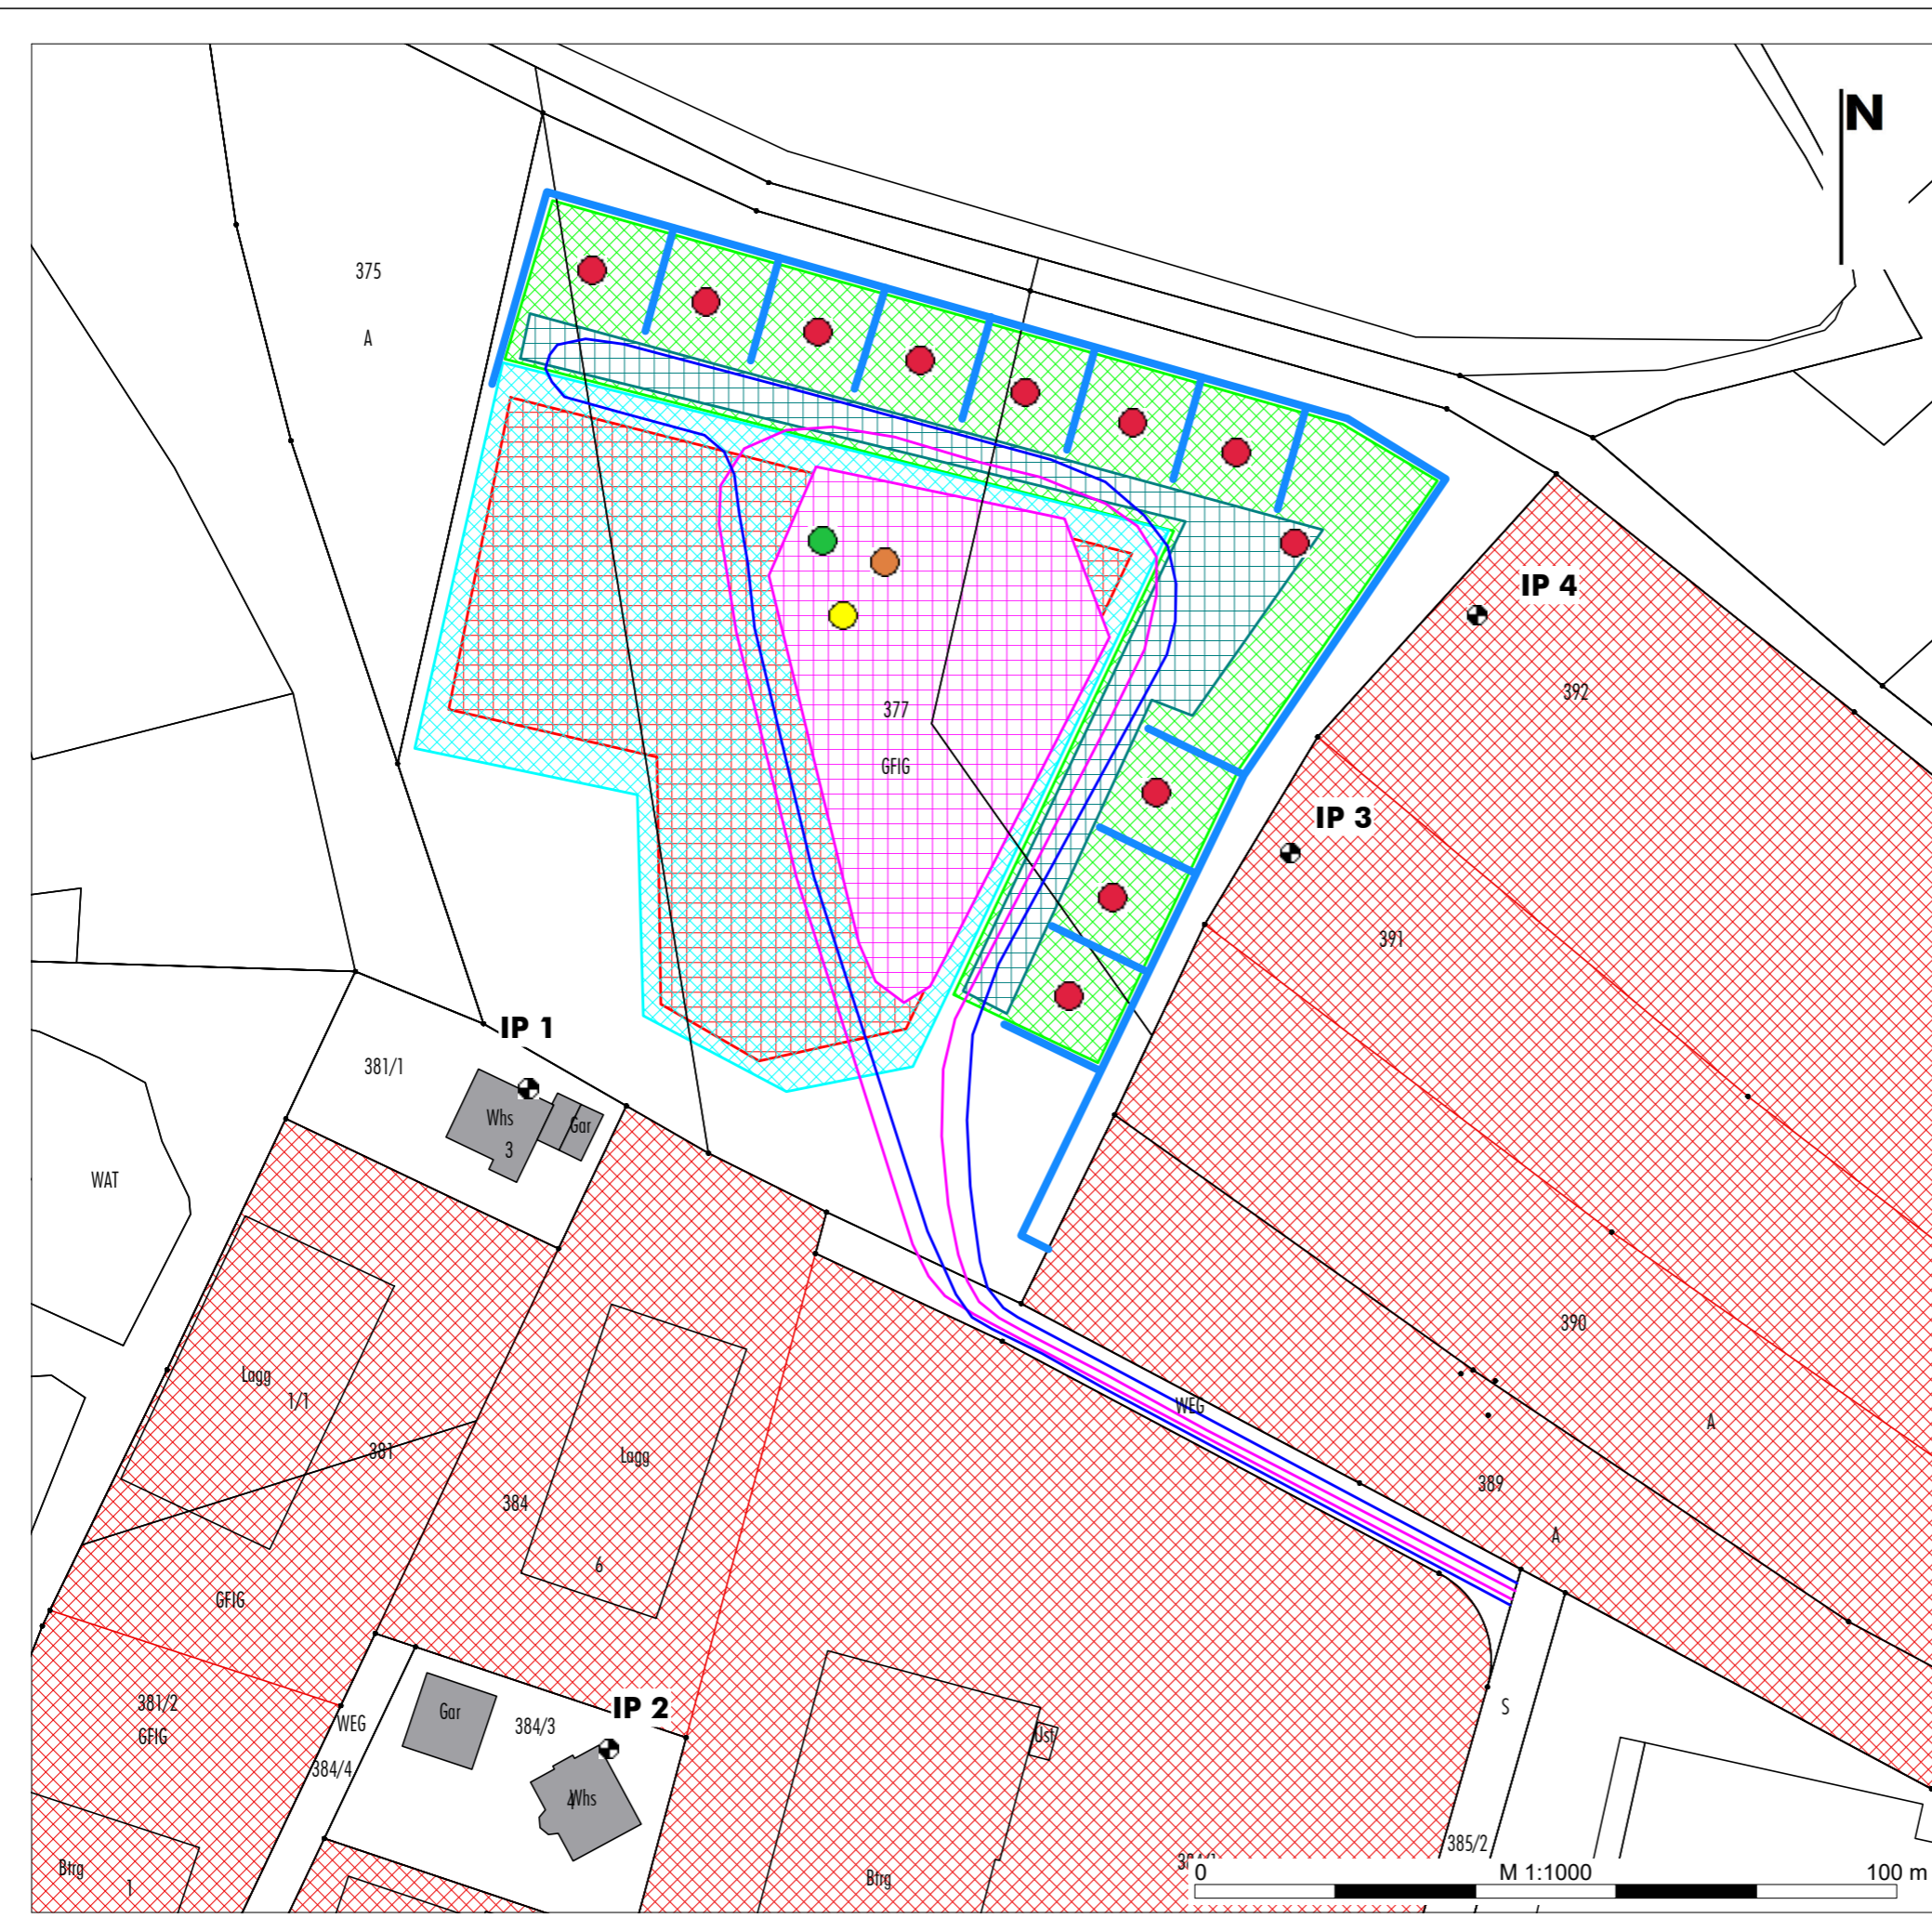 N
375
A
IP 4
392
377
GFIG
IP 3
391
IP 1
381/1
Whs
3
Gar
WAT
390
Lagg
1/1
WEG
A
381
Lagg
389
384
A
6
GFIG
381/2
GFIG
WEG
384/4
Gar
384/3
IP 2
Ust
S
Whs
4
385/2
Btrg
1
Btrg
0
M 1:1000
100 m